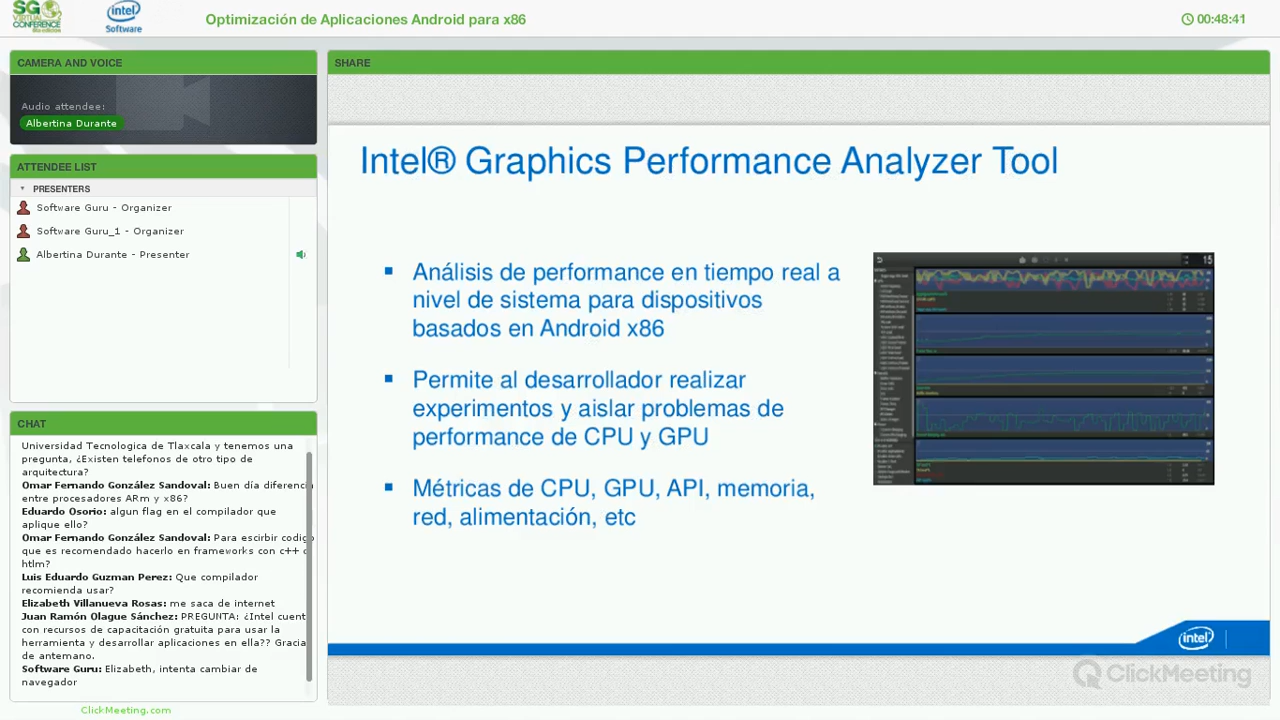 SG
VIRTUAL
CONFERENCE
intel
Software
Optimización de Aplicaciones Android para x86
00:48:41
CAMERA AND VOICE
Audio attendee:
Albertina Durante
ATTENDEE LIST
PRESENTERS
Software Guru - Organizer
Software Guru_1 - Organizer
Albertina Durante - Presenter
CHAT
Universidad Tecnologica de Tlaxcala y tenemos una
pregunta, ¿Existen telefonos de otro tipo de
arquitectura?
Omar Fernando González Sandoval: Buen día diferenci
entre procesadores ARm y x86?
Eduardo Osorio: algun flag en el compilador que
aplique ello?
Omar Fernando González Sandoval: Para escirbir codig
que es recomendado hacerlo en frameworks con c++ o
htlm?
Luis Eduardo Guzman Perez: Que compilador
recomienda usar?
Elizabeth Villanueva Rosas: me saca de internet
Juan Ramón Olague Sánchez: PREGUNTA: ¿Intel cuent
con recursos de capacitación gratuita para usar la
herramienta y desarrollar aplicaciones en ella?? Gracia
de antemano.
Software Guru: Elizabeth, intenta cambiar de
navegador
ClickMeeting.com
SHARE
Intel® Graphics Performance Analyzer Tool
Análisis de performance en tiempo real a
nivel de sistema para dispositivos
basados en Android x86
Permite al desarrollador realizar
experimentos y aislar problemas de
performance de CPU y GPU
Métricas de CPU, GPU, API, memoria,
red, alimentación, etc
15
intel
ClickMeeting